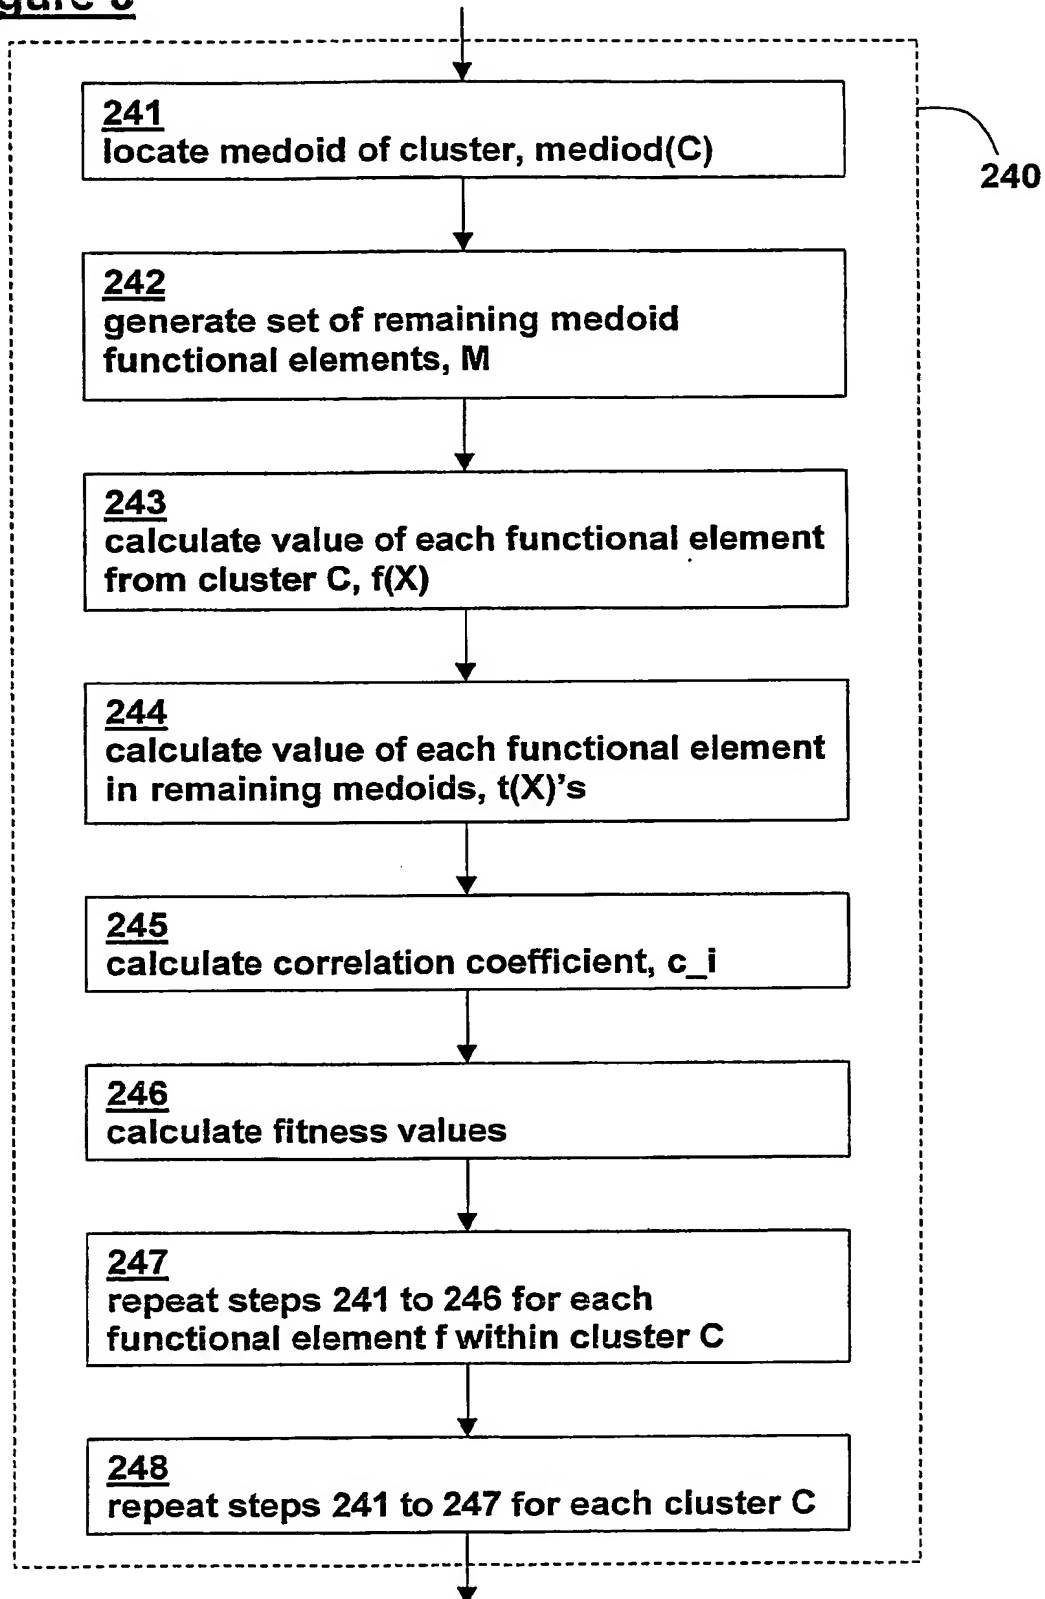 241
locate medoid of cluster, mediod(C)
240
242
generate set of remaining medoid
functional elements, M
243
calculate value of each functional element
from cluster C, f(X)
244
calculate value of each functional element
in remaining medoids, t(X)'s
245
calculate correlation coefficient, c_i
246
calculate fitness values
247
repeat steps 241 to 246 for each
functional element f within cluster C
248
repeat steps 241 to 247 for each cluster C